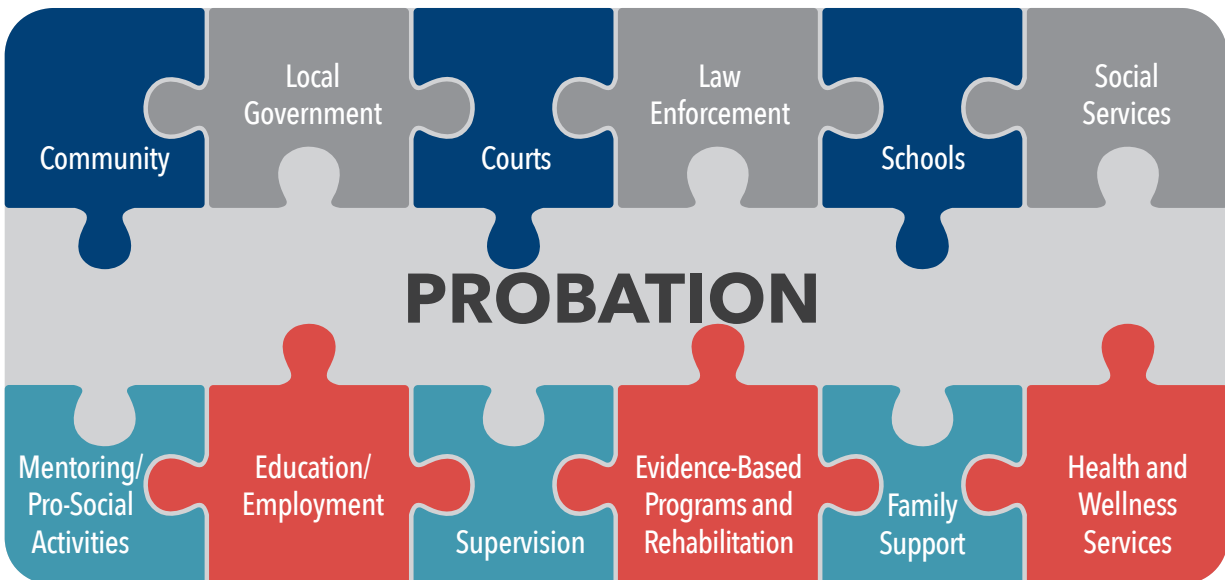 Community
Local
Government
Courts
Law
Enforcement
Schools
Social
Services
PROBATION
Mentoring/
Pro-Social
Activities
Education/
Employment
Supervision
Evidence-Based
Programs and
Rehabilitation
Family
Support
Health and
Wellness
Services